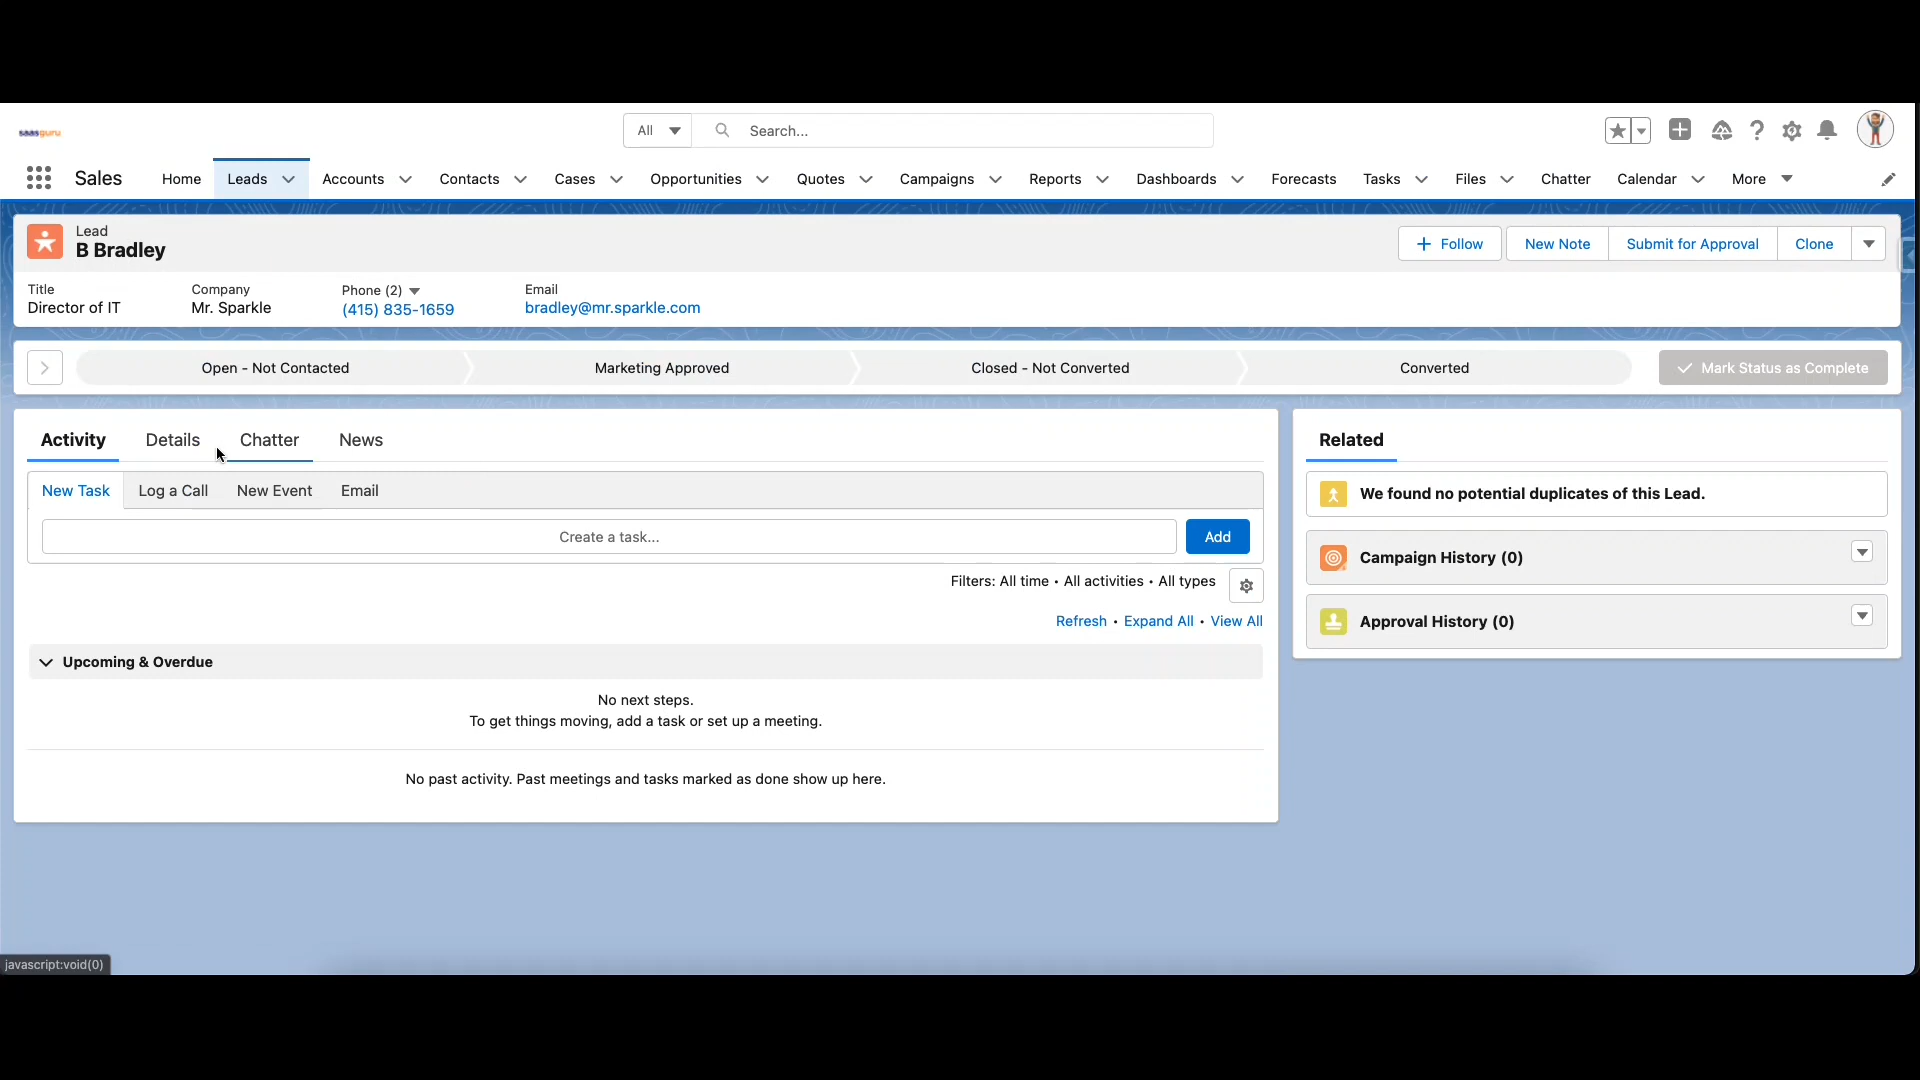 saasguru
All
Search...
Sales
Home
Leads
Accounts
Contacts
Cases
Opportunities
Quotes
Campaigns
Reports
Dashboards
Forecasts
Tasks
Files
Chatter
Calendar
More
Lead
B Bradley
Follow
New Note
Submit for Approval
Clone
Title
Director of IT
Company
Mr. Sparkle
Phone (2)
(415) 835-1659
Email
bradley@mr.sparkle.com
Open - Not Contacted
Marketing Approved
Closed - Not Converted
Converted
Mark Status as Complete
Activity
Details
Chatter
News
New Task
Log a Call
New Event
Email
Create a task...
Add
Filters: All time • All activities • All types
Refresh • Expand All • View All
Upcoming & Overdue
No next steps.
To get things moving, add a task or set up a meeting.
No past activity. Past meetings and tasks marked as done show up here.
Related
We found no potential duplicates of this Lead.
Campaign History (0)
Approval History (0)
javascript:void(0)